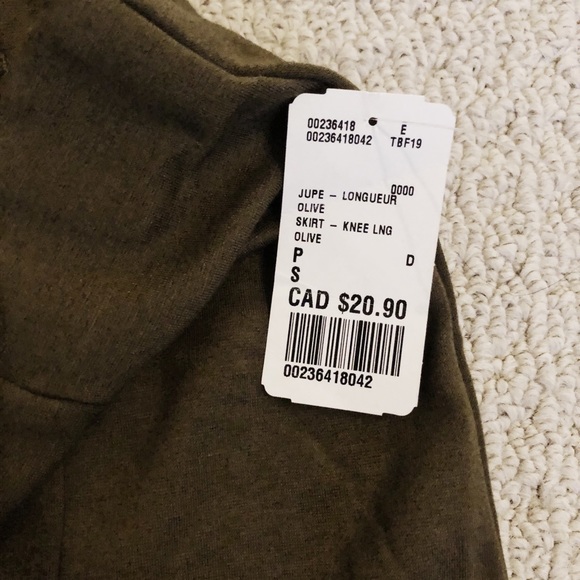 00236418 E
00236418042 TBF19
0000
JUPE – LONGUEUR
OLIVE
SKIRT – KNEE LNG
OLIVE
P D
S
CAD $20.90
00236418042